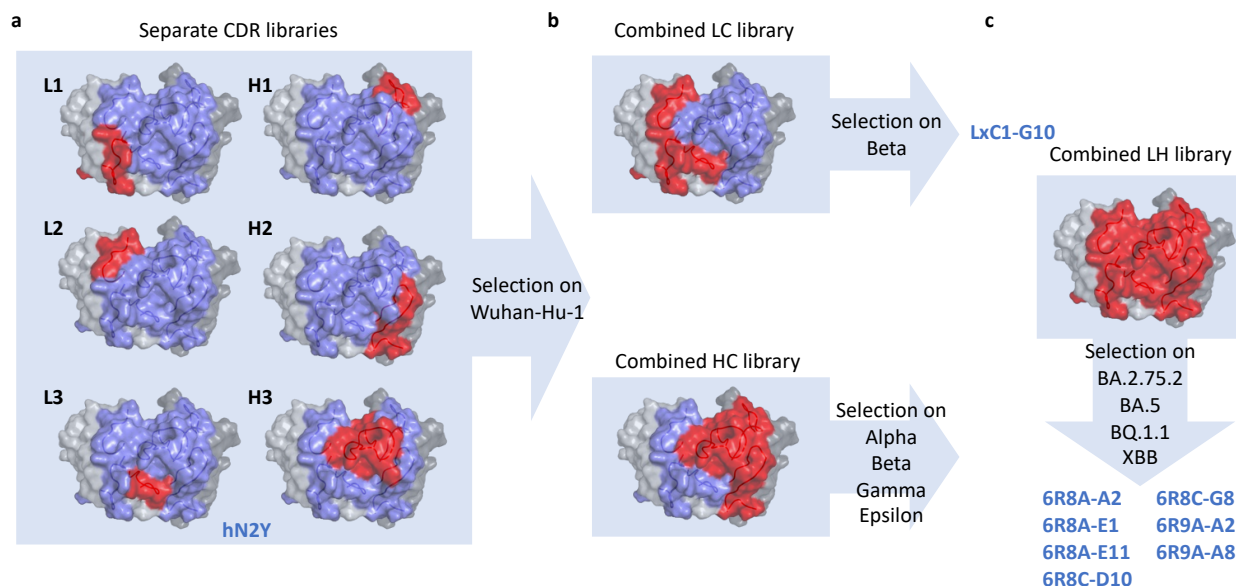 a
Separate CDR libraries
L1
H1
L2
H2
L3
H3
hN2Y
Selection on
Wuhan-Hu-1
b
Combined LC library
Selection on
Beta
Combined HC library
Selection on
Alpha
Beta
Gamma
Epsilon
c
LxC1-G10
Combined LH library
Selection on
BA.2.75.2
BA.5
BQ.1.1
XBB
6R8A-A2
6R8A-E1
6R8A-E11
6R8C-D10
6R8C-G8
6R9A-A2
6R9A-A8